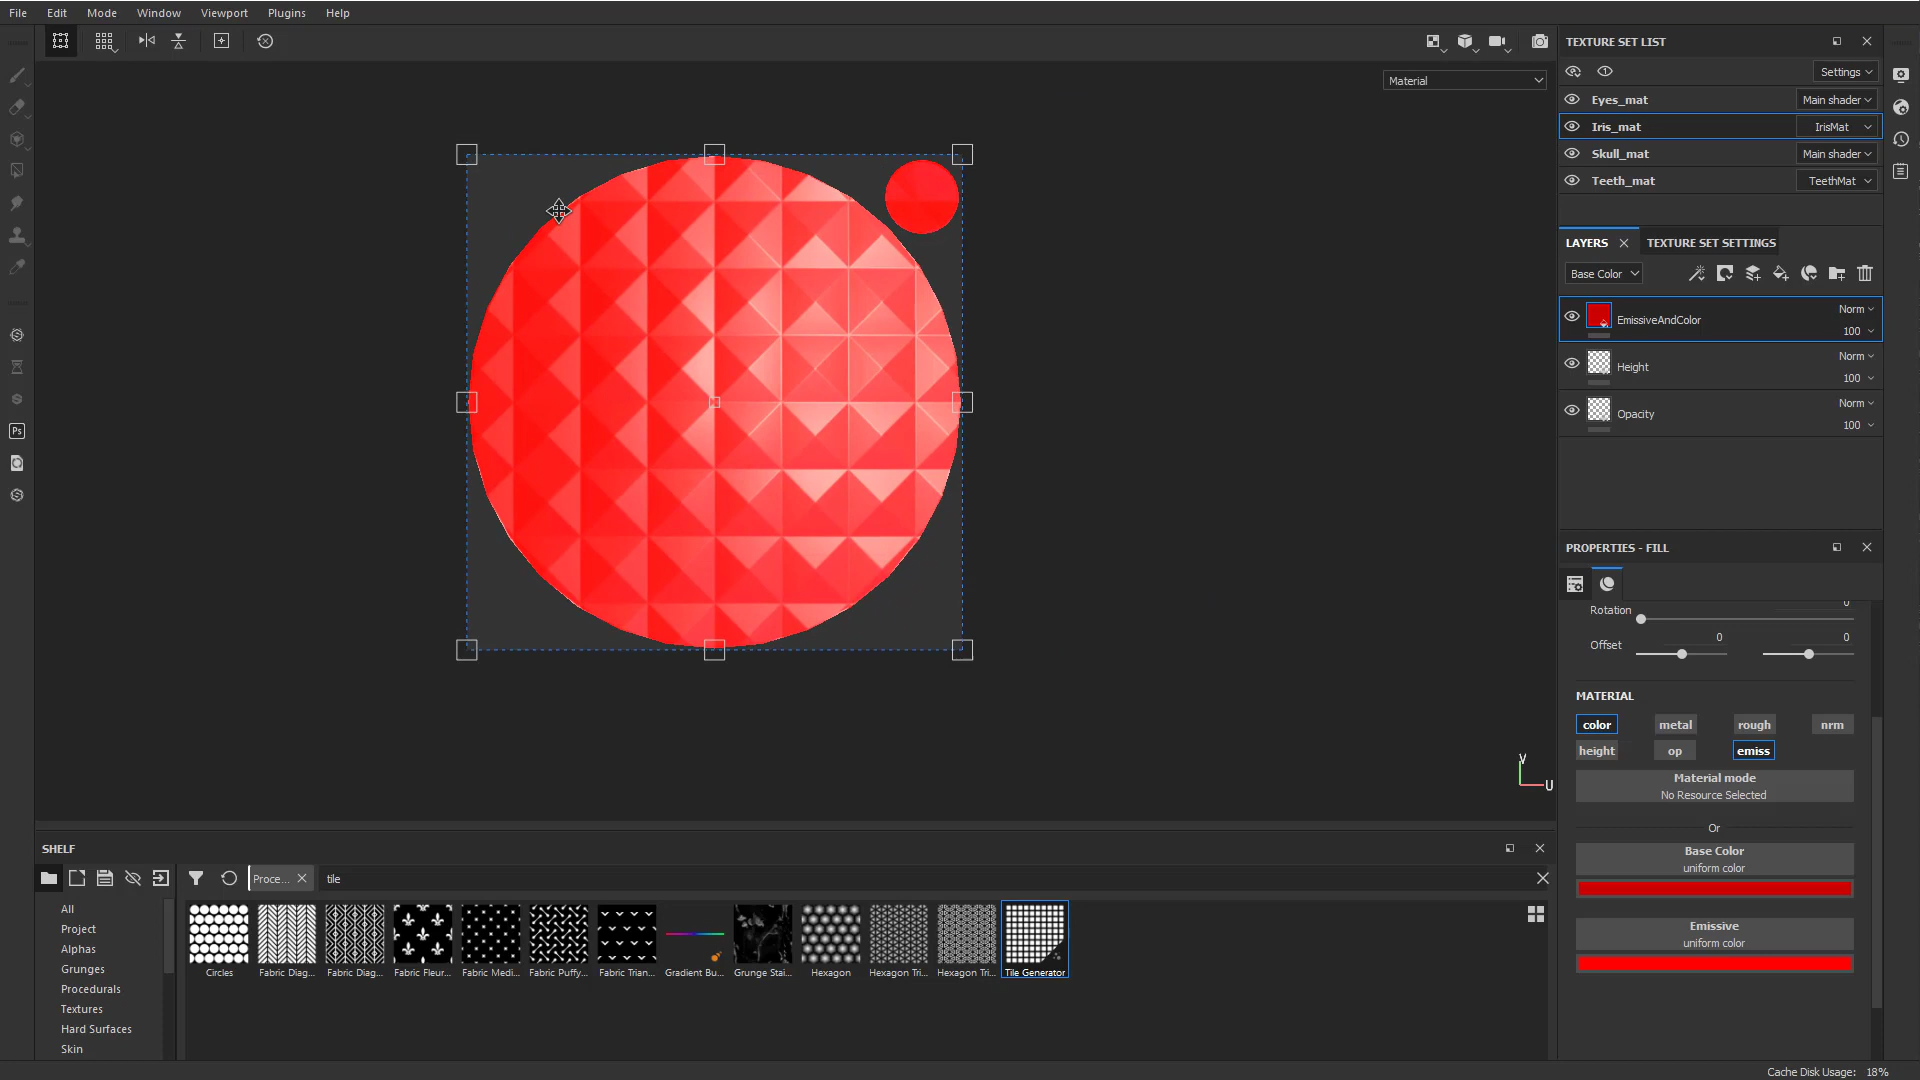 File Edit Mode Window Viewport Plugins Help
Material
TEXTURE SET LIST
Settings
Eyes_mat Main shader
Iris_mat IrisMat
Skull_mat Main shader
Teeth_mat TeethMat
LAYERS TEXTURE SET SETTINGS
Base Color
EmissiveAndColor Norm
100
Height Norm
100
Opacity Norm
100
PROPERTIES - FILL
Rotation 0
Offset 0 0
MATERIAL
color metal rough nrm
height op emiss
Material mode
No Resource Selected
Or
Base Color
uniform color
Emissive
uniform color
V
U
SHELF
Ps
Proce... tile
All
Project
Alphas
Grunges
Procedurals
Textures
Hard Surfaces
Skin
Circles Fabric Diag... Fabric Diag... Fabric Fleur... Fabric Medi... Fabric Puffy... Fabric Trian... Gradient Bu... Grunge Stai... Hexagon Hexagon Tri... Hexagon Tri... Tile Generator
Cache Disk Usage: 18%